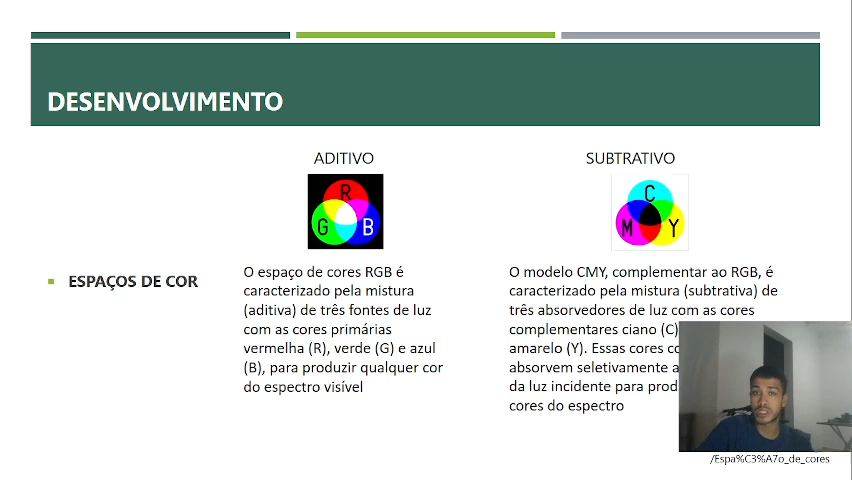 DESENVOLVIMENTO
ADITIVO
R
G B
O espaço de cores RGB é
caracterizado pela mistura
(aditiva) de três fontes de luz
com as cores primárias
vermelha (R), verde (G) e azul
(B), para produzir qualquer cor
do espectro visível
SUBTRATIVO
C
M Y
O modelo CMY, complementar ao RGB, é
caracterizado pela mistura (subtrativa) de
três absorvedores de luz com as cores
complementares ciano (C)
amarelo (Y). Essas cores
absorvem seletivamente
da luz incidente para
cores do espectro
ESPAÇOS DE COR
/Espa%C3%A7o_de_cores